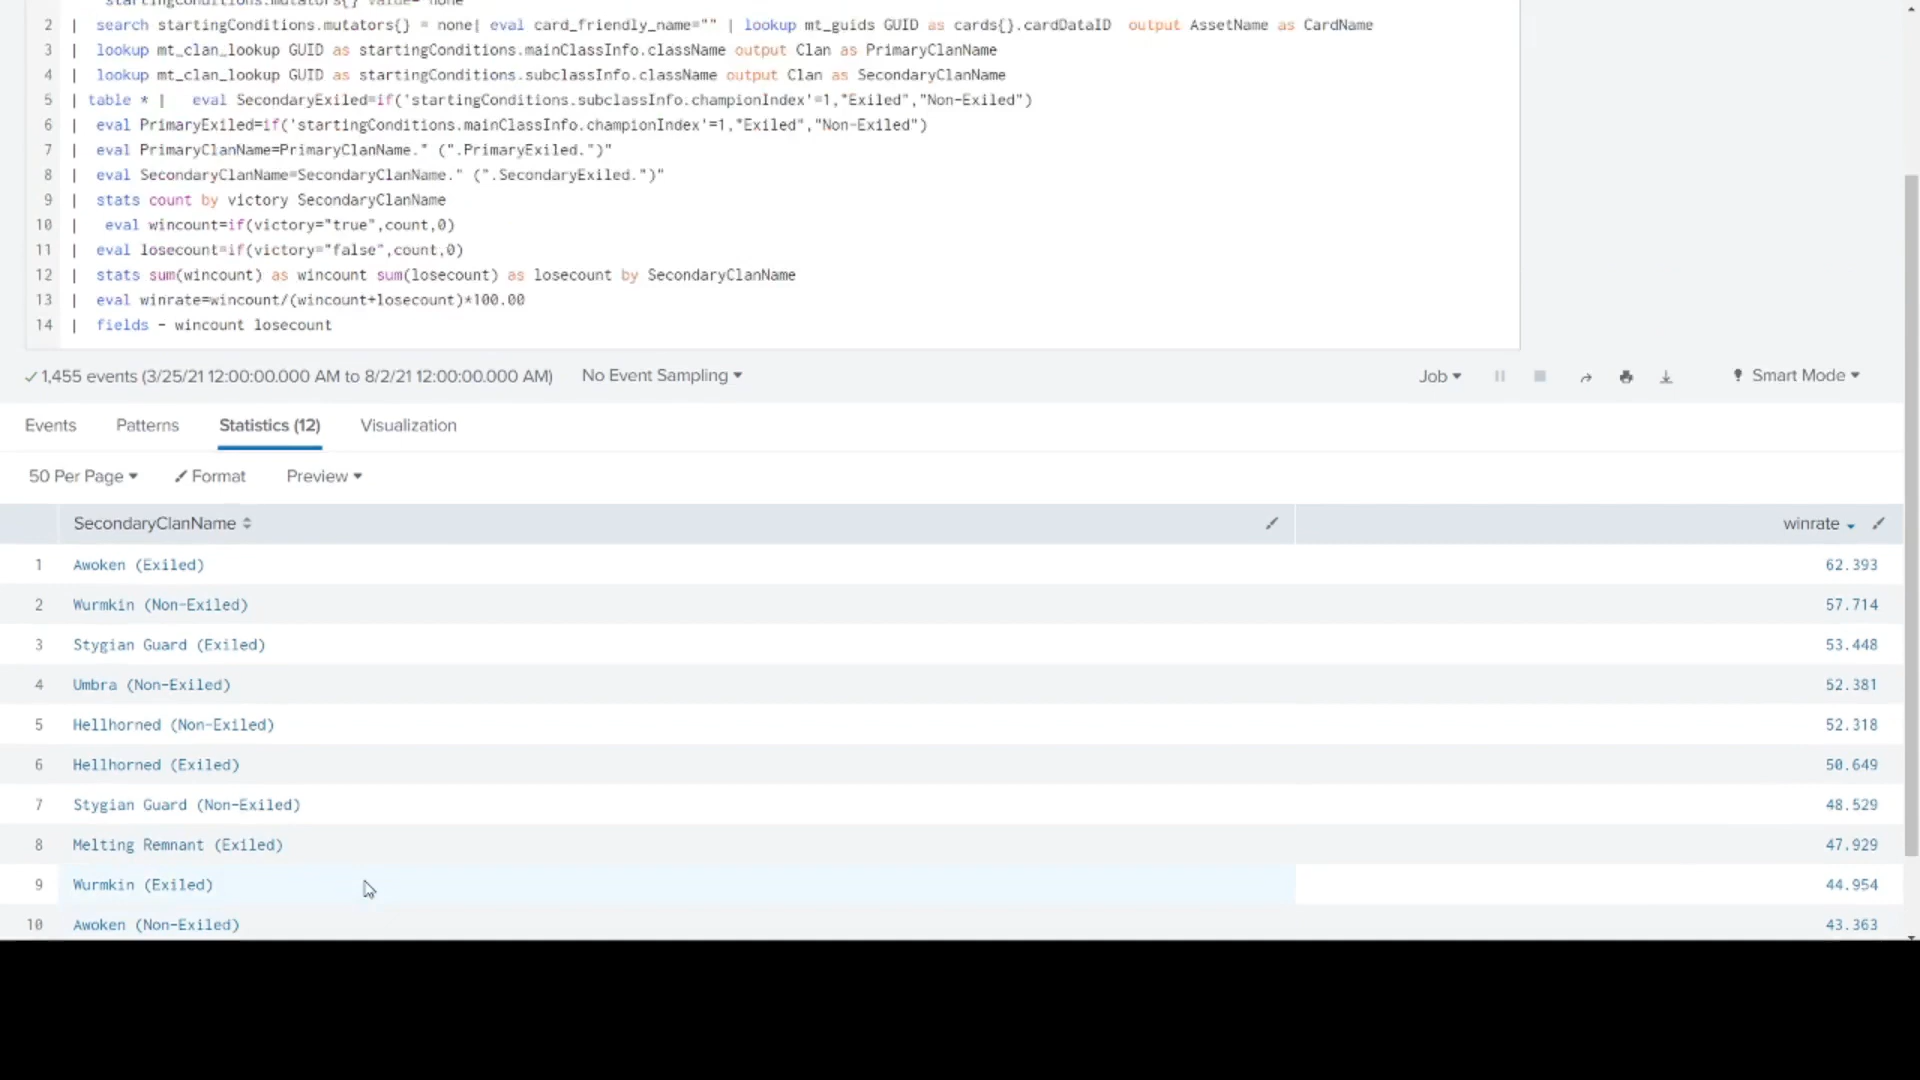 startingConditions.mutators{} value="none"
2 | search startingConditions.mutators{} = none| eval card_friendly_name="" | lookup mt_guids GUID as cards{}.cardDataID output AssetName as CardName
3 | lookup mt_clan_lookup GUID as startingConditions.mainClassInfo.className output Clan as PrimaryClanName
4 | lookup mt_clan_lookup GUID as startingConditions.subclassInfo.className output Clan as SecondaryClanName
5 | table * | eval SecondaryExiled=if('startingConditions.subclassInfo.championIndex'=1,"Exiled","Non-Exiled")
6 | eval PrimaryExiled=if('startingConditions.mainClassInfo.championIndex'=1,"Exiled","Non-Exiled")
7 | eval PrimaryClanName=PrimaryClanName." (".PrimaryExiled.")"
8 | eval SecondaryClanName=SecondaryClanName." (".SecondaryExiled.")"
9 | stats count by victory SecondaryClanName
10 | eval wincount=if(victory="true",count,0)
11 | eval losecount=if(victory="false",count,0)
12 | stats sum(wincount) as wincount sum(losecount) as losecount by SecondaryClanName
13 | eval winrate=wincount/(wincount+losecount)*100.00
14 | fields - wincount losecount
1,455 events (3/25/21 12:00:00.000 AM to 8/2/21 12:00:00.000 AM) No Event Sampling Job Smart Mode
Events Patterns Statistics (12) Visualization
50 Per Page Format Preview
SecondaryClanName winrate
1 Awoken (Exiled) 62.393
2 Wurmkin (Non-Exiled) 57.714
3 Stygian Guard (Exiled) 53.448
4 Umbra (Non-Exiled) 52.381
5 Hellhorned (Non-Exiled) 52.318
6 Hellhorned (Exiled) 50.649
7 Stygian Guard (Non-Exiled) 48.529
8 Melting Remnant (Exiled) 47.929
9 Wurmkin (Exiled) 44.954
10 Awoken (Non-Exiled) 43.363